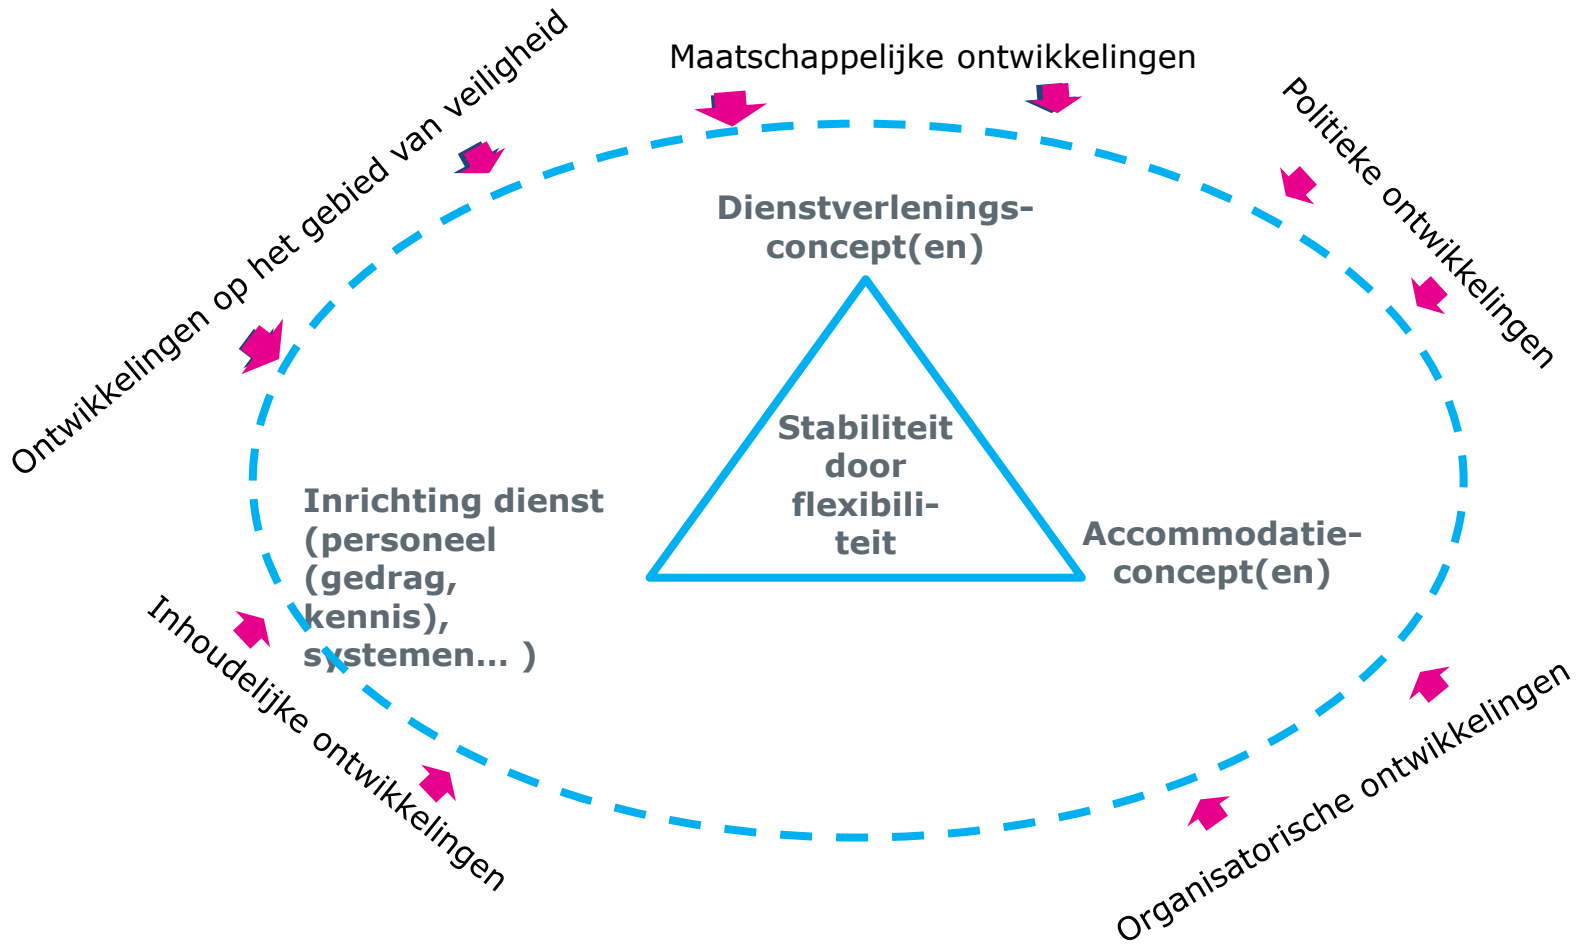 Maatschappelijke ontwikkelingen
Ontwikkelingen op het gebied van veiligheid
Politieke ontwikkelingen
Dienstverlenings-
concept(en)
Stabiliteit
door
flexibili-
teit
Inrichting dienst
(personeel
(gedrag,
kennis),
systemen... )
Accommodatie-
concept(en)
Inhoudelijke ontwikkelingen
Organisatorische ontwikkelingen